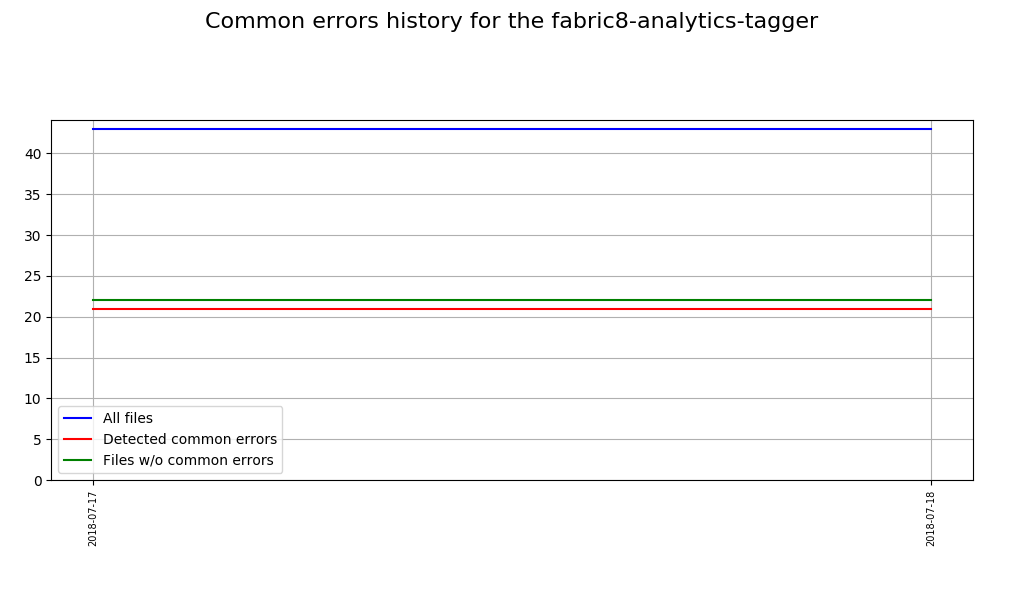 Common errors history for the fabric8-analytics-tagger
40
35
30
25
20
15
10
5
0
All files
Detected common errors
Files w/o common errors
2018-07-17
2018-07-18